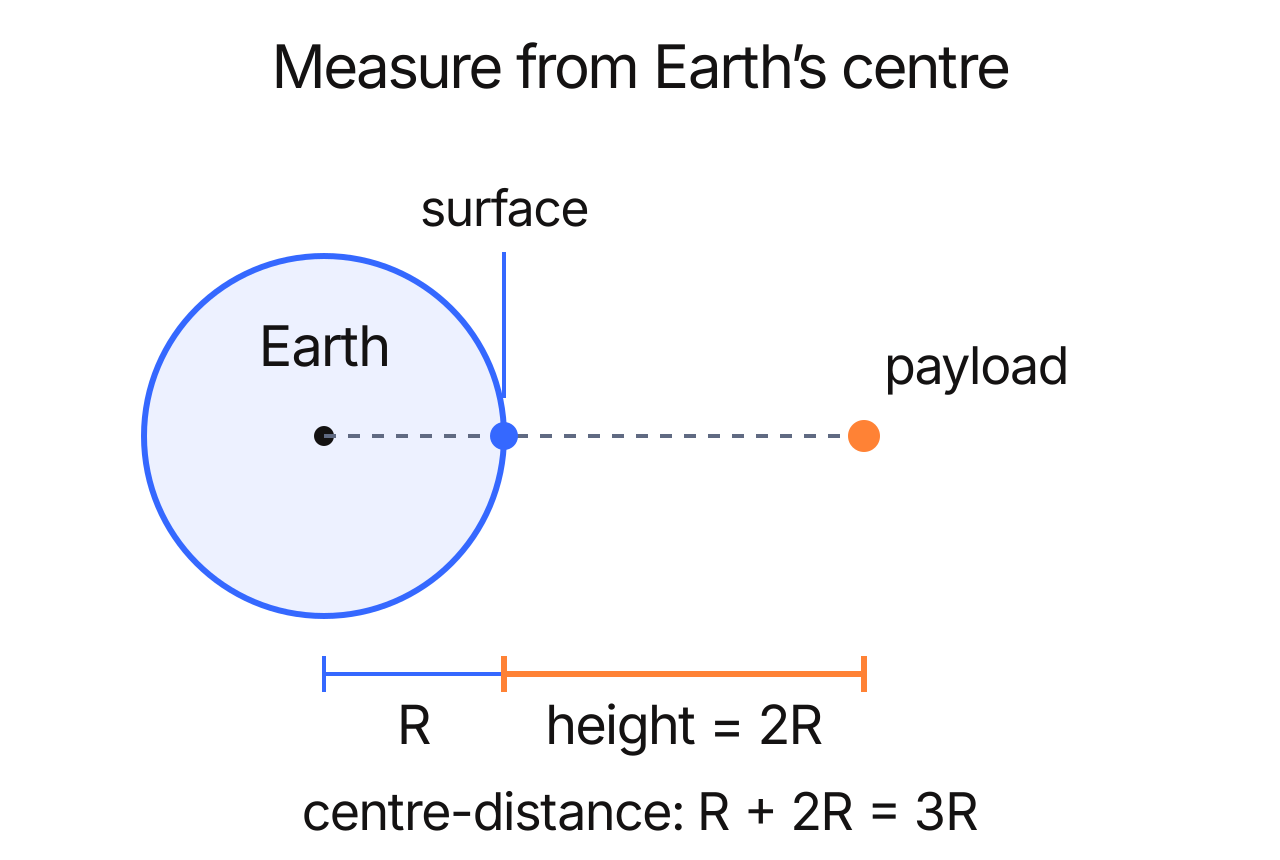 Measure from Earth’s centre
surface
Earth
payload
R
height = 2R
centre-distance: R + 2R = 3R